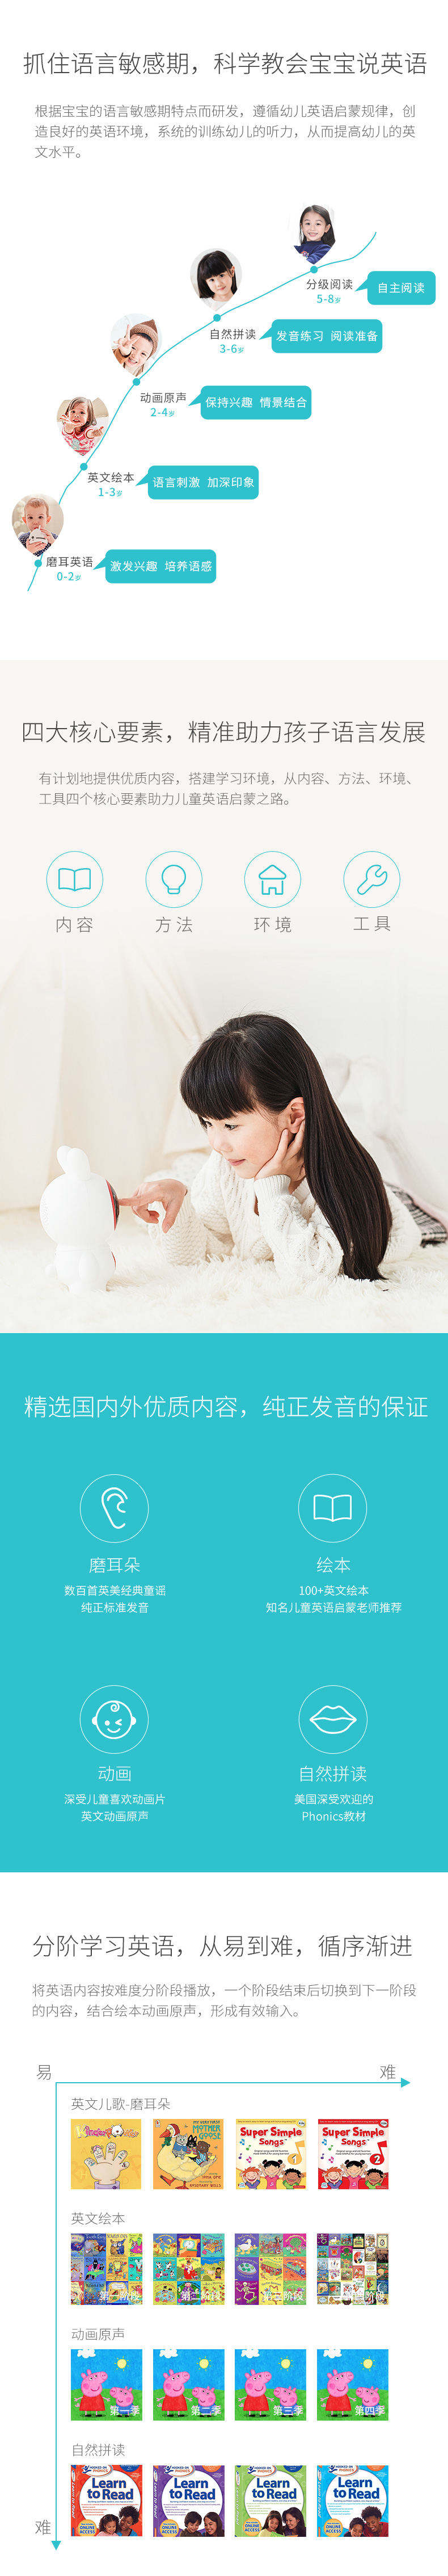 抓住语言敏感期，科学教会宝宝说英语
根据宝宝的语言敏感期特点而研发，遵循幼儿英语启蒙规律，创
造良好的英语环境，系统的训练幼儿的听力，从而提高幼儿的英
文水平。
分级阅读
5-8岁
自主阅读
自然拼读
3-6岁
发音练习 阅读准备
动画原声
2-4岁
保持兴趣 情景结合
英文绘本
1-3岁
语言刺激 加深印象
磨耳英语
0-2岁
激发兴趣 培养语感
四大核心要素，精准助力孩子语言发展
有计划地提供优质内容，搭建学习环境，从内容、方法、环境、
工具四个核心要素助力儿童英语启蒙之路。
内容
方法
环境
工具
精选国内外优质内容，纯正发音的保证
磨耳朵
数百首英美经典童谣
纯正标准发音
绘本
100+英文绘本
知名儿童英语启蒙老师推荐
动画
深受儿童喜欢动画片
英文动画原声
自然拼读
美国深受欢迎的
Phonics教材
分阶学习英语，从易到难，循序渐进
将英语内容按难度分阶段播放，一个阶段结束后切换到下一阶段
的内容，结合绘本动画原声，形成有效输入。
易
难
英文儿歌-磨耳朵
MOTHER GOOSE
Super Simple Songs 1
Super Simple Songs 2
英文绘本
动画原声
第一季
第二季
第三季
第四季
自然拼读
Learn to Read
Learn to Read
Learn to Read
Learn to Read
难